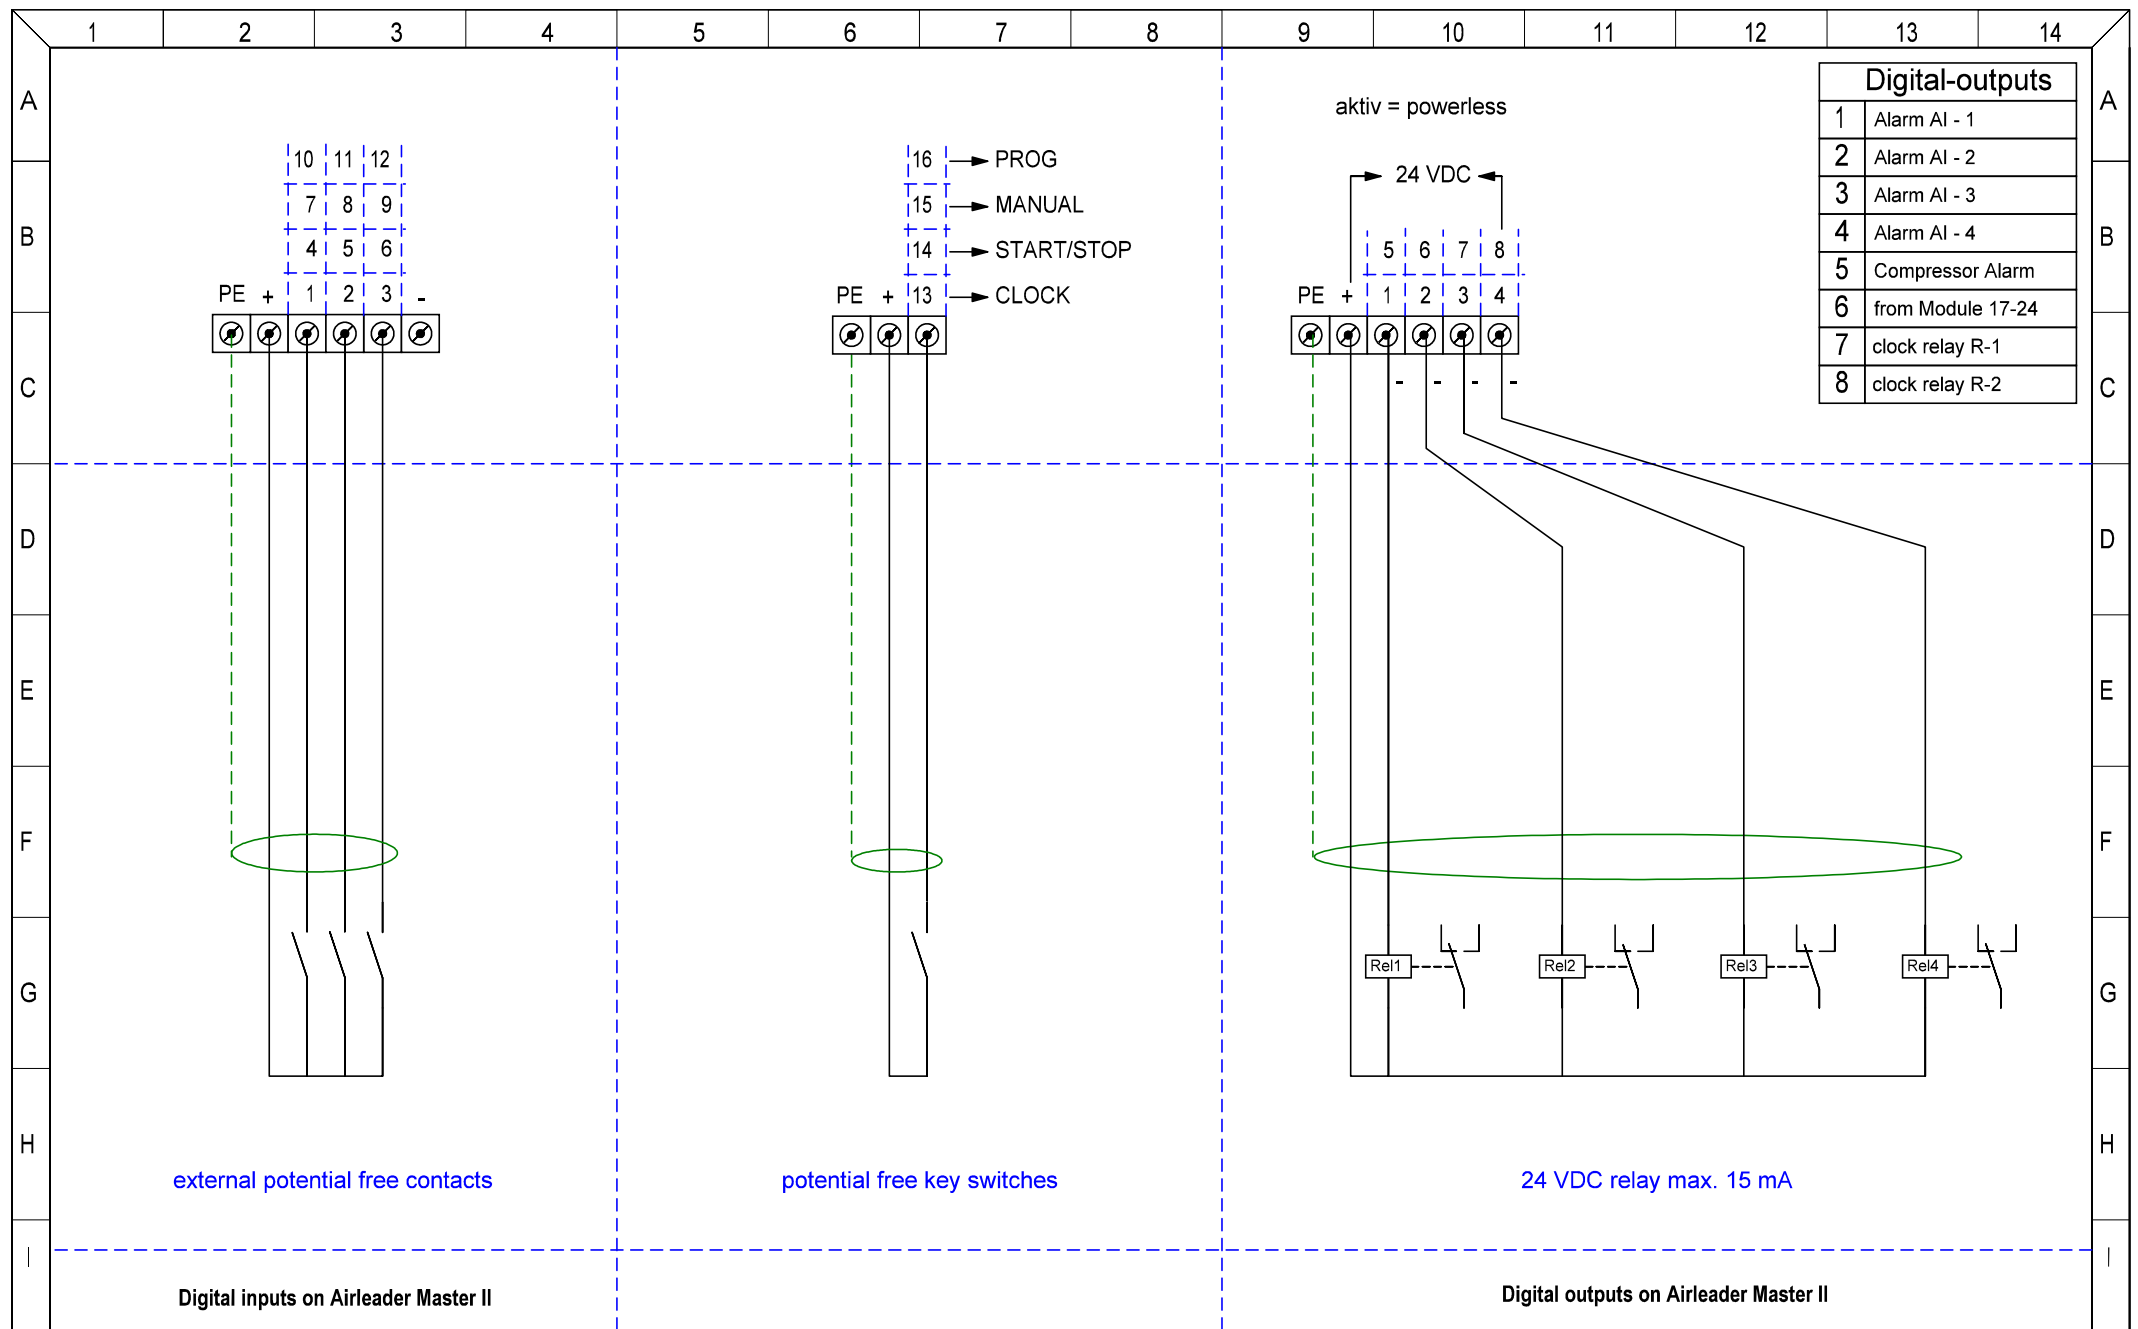 1 2 3 4 5 6 7 8 9 10 11 12 13 14
A
B
C
D
E
F
G
H
I
10 11 12
7 8 9
4 5 6
PE + 1 2 3 -
external potential free contacts
Digital inputs on Airleader Master II
16 PROG
15 MANUAL
14 START/STOP
PE + 13 CLOCK
potential free key switches
aktiv = powerless
24 VDC
5 6 7 8
PE + 1 2 3 4
- - - -
Rel1 Rel2 Rel3 Rel4
24 VDC relay max. 15 mA
Digital outputs on Airleader Master II
Digital-outputs
1 Alarm AI - 1
2 Alarm AI - 2
3 Alarm AI - 3
4 Alarm AI - 4
5 Compressor Alarm
6 from Module 17-24
7 clock relay R-1
8 clock relay R-2
A
B
C
D
E
F
G
H
I